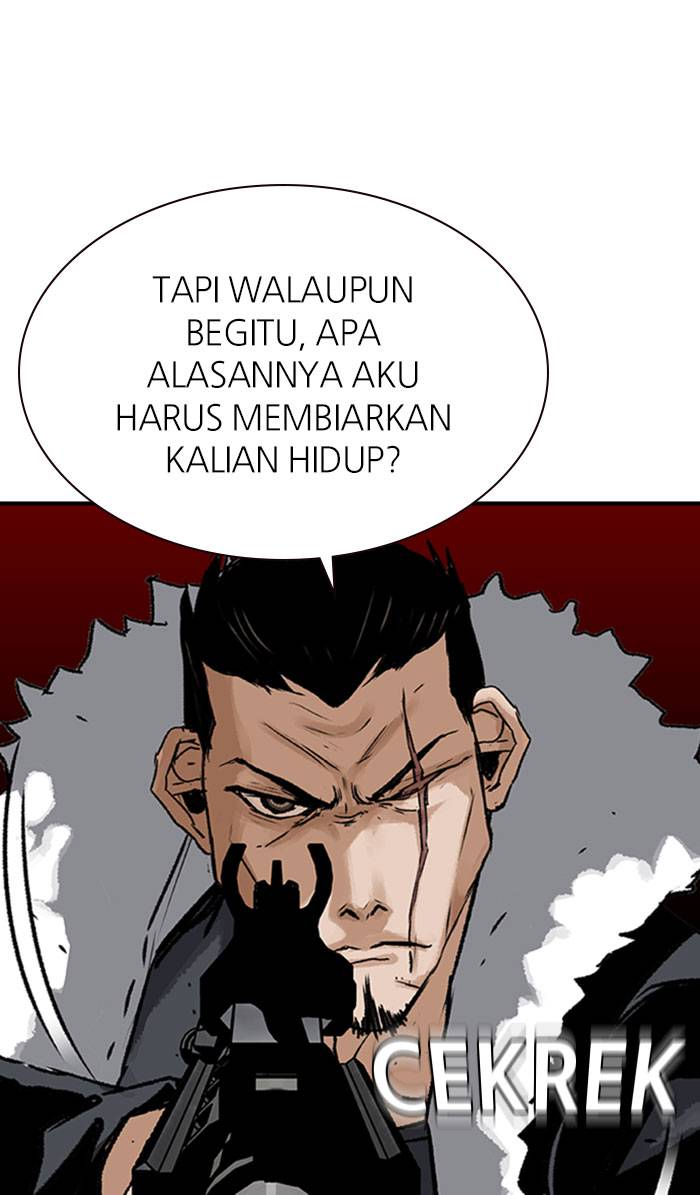 TAPI WALAUPUN
BEGITU, APA
ALASANNYA AKU
HARUS MEMBIARKAN
KALIAN HIDUP?
CEKREK